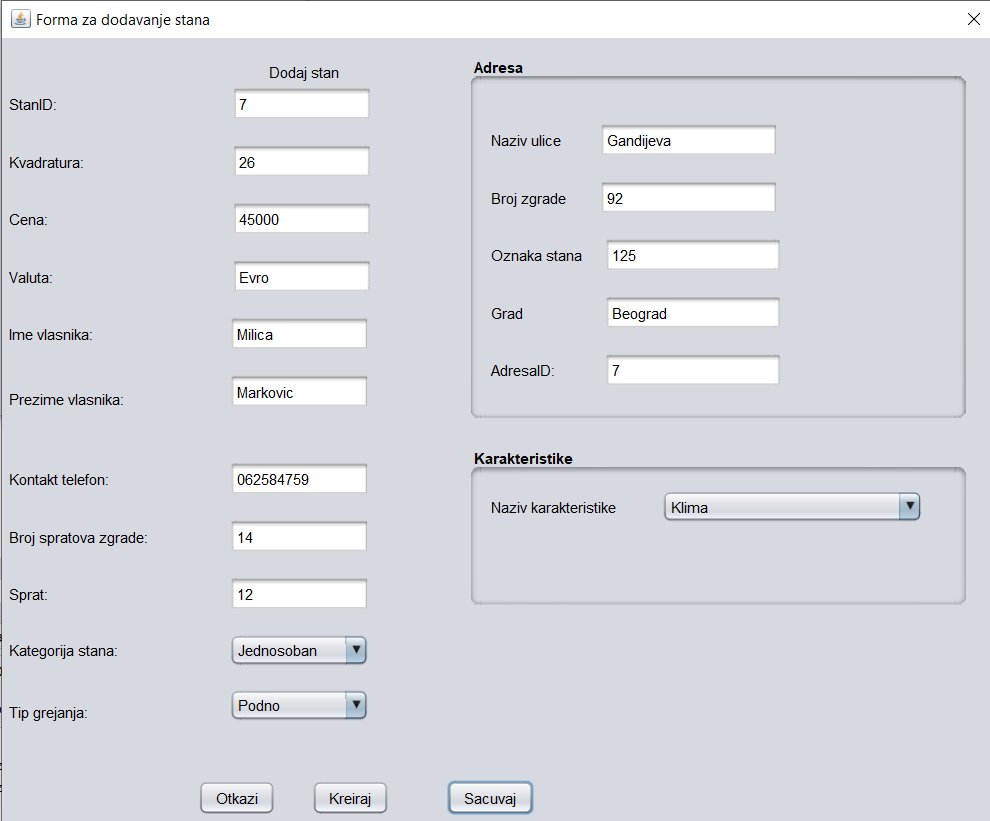 Forma za dodavanje stana
Dodaj stan
StanID: 7
Kvadratura: 26
Cena: 45000
Valuta: Evro
Ime vlasnika: Milica
Prezime vlasnika: Markovic
Kontakt telefon: 062584759
Broj spratova zgrade: 14
Sprat: 12
Kategorija stana: Jednosoban
Tip grejanja: Podno
Adresa
Naziv ulice Gandijeva
Broj zgrade 92
Oznaka stana 125
Grad Beograd
AdresaID: 7
Karakteristike
Naziv karakteristike Klima
Otkazi Kreiraj Sacuvaj